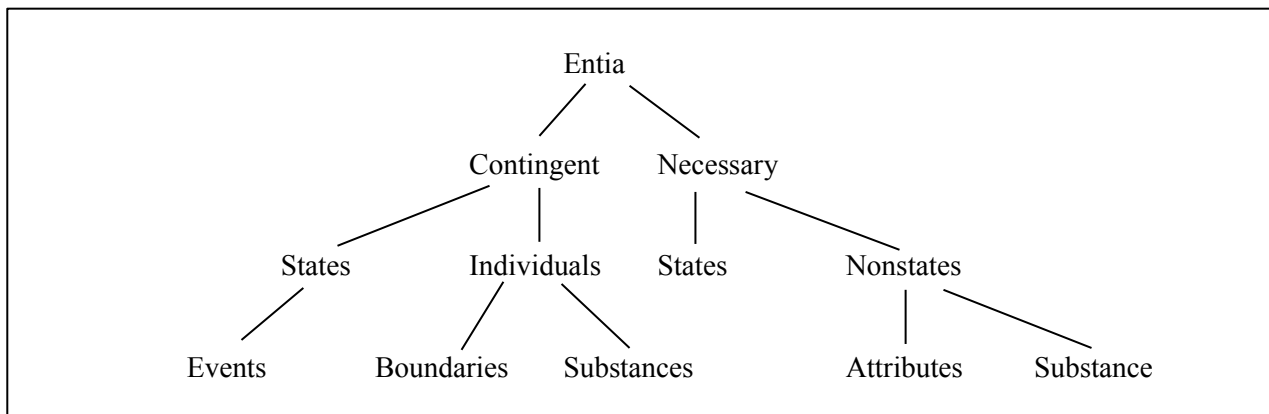 Entia
Contingent Necessary
States Individuals States Nonstates
Events Boundaries Substances Attributes Substance